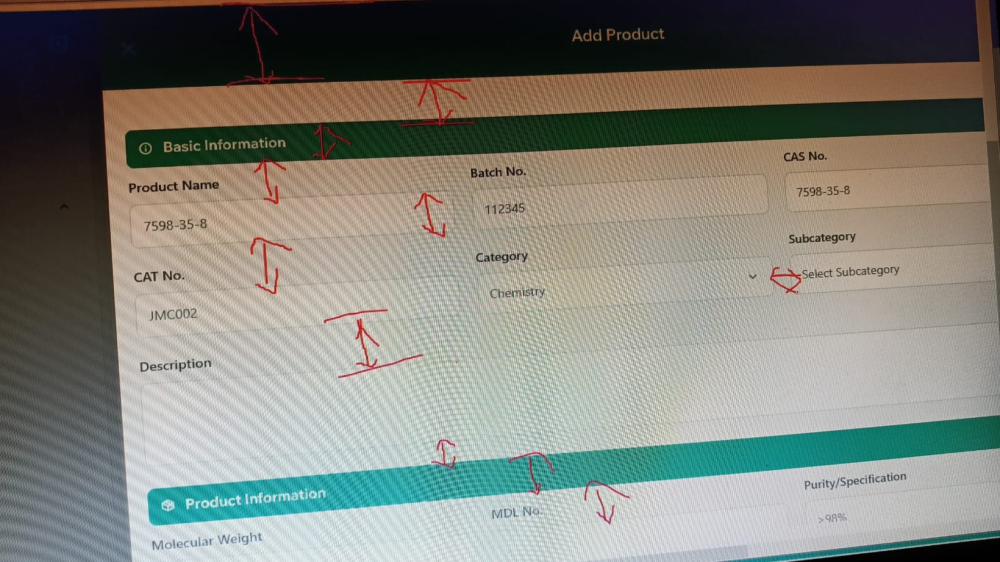 Add Product
Basic Information
Product Name
Batch No.
CAS No.
7598-35-8
112345
7598-35-8
CAT No.
Category
Subcategory
JMC002
Chemistry
Select Subcategory
Description
Product Information
Molecular Weight
MDL No.
Purity/Specification
>98%